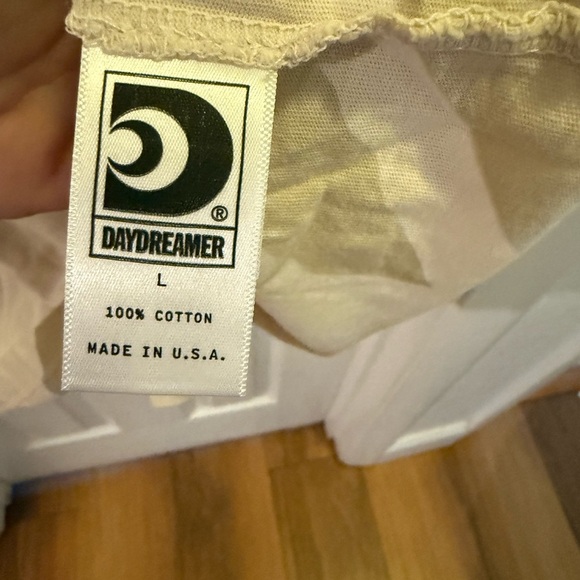 ®
DAYDREAMER
L
100% COTTON
MADE IN U.S.A.